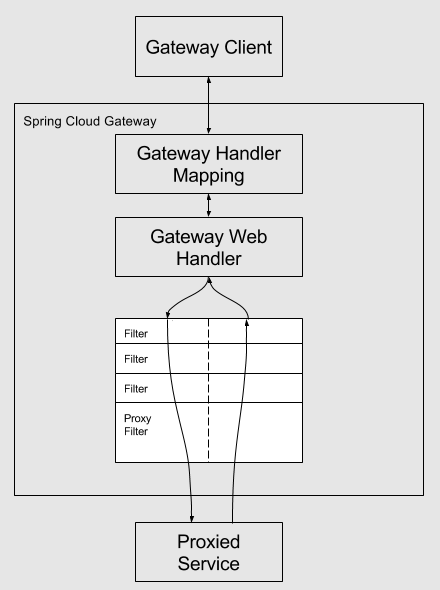 Gateway Client
Spring Cloud Gateway
Gateway Handler
Mapping
Gateway Web
Handler
Filter
Filter
Filter
Proxy
Filter
Proxied
Service